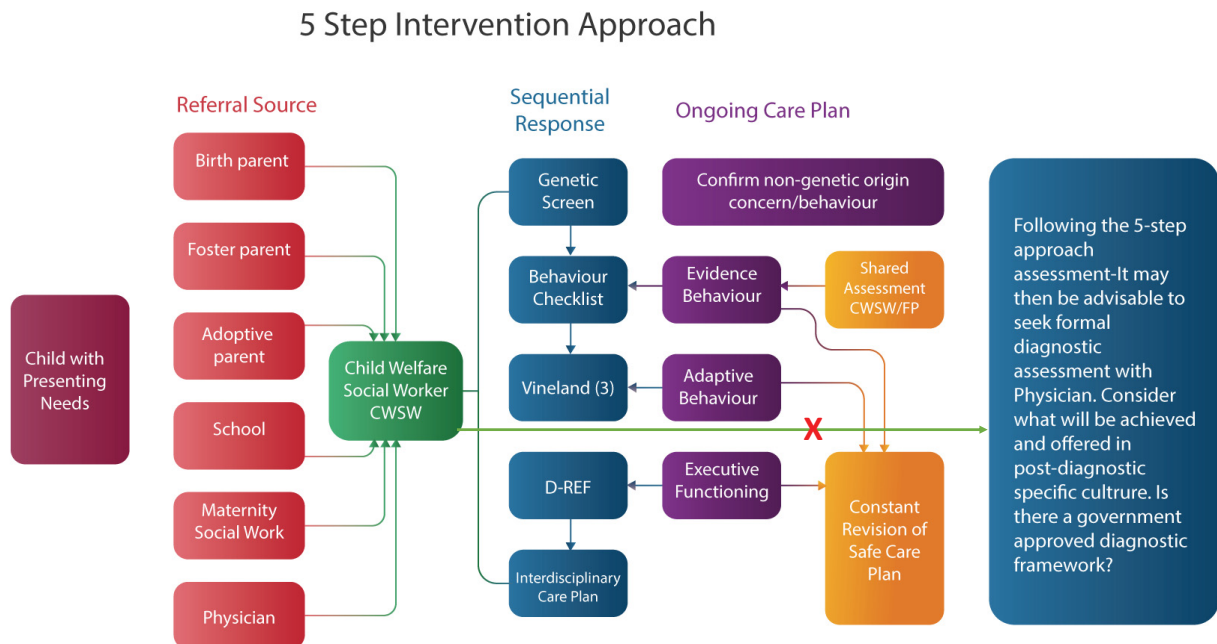 5 Step Intervention Approach
Referral Source
Sequential
Response
Ongoing Care Plan
Child with
Presenting
Needs
Birth parent
Foster parent
Adoptive
parent
School
Maternity
Social Work
Physician
Child Welfare
Social Worker
CWSW
Genetic
Screen
Behaviour
Checklist
Vineland (3)
D-REF
Interdisciplinary
Care Plan
Confirm non-genetic origin
concern/behaviour
Evidence
Behaviour
Adaptive
Behaviour
Executive
Functioning
Shared
Assessment
CWSW/FP
X
Constant
Revision of
Safe Care
Plan
Following the 5-step
approach
assessment-It may
then be advisable to
seek formal
diagnostic
assessment with
Physician. Consider
what will be achieved
and offered in
post-diagnostic
specific cultrure. Is
there a government
approved diagnostic
framework?